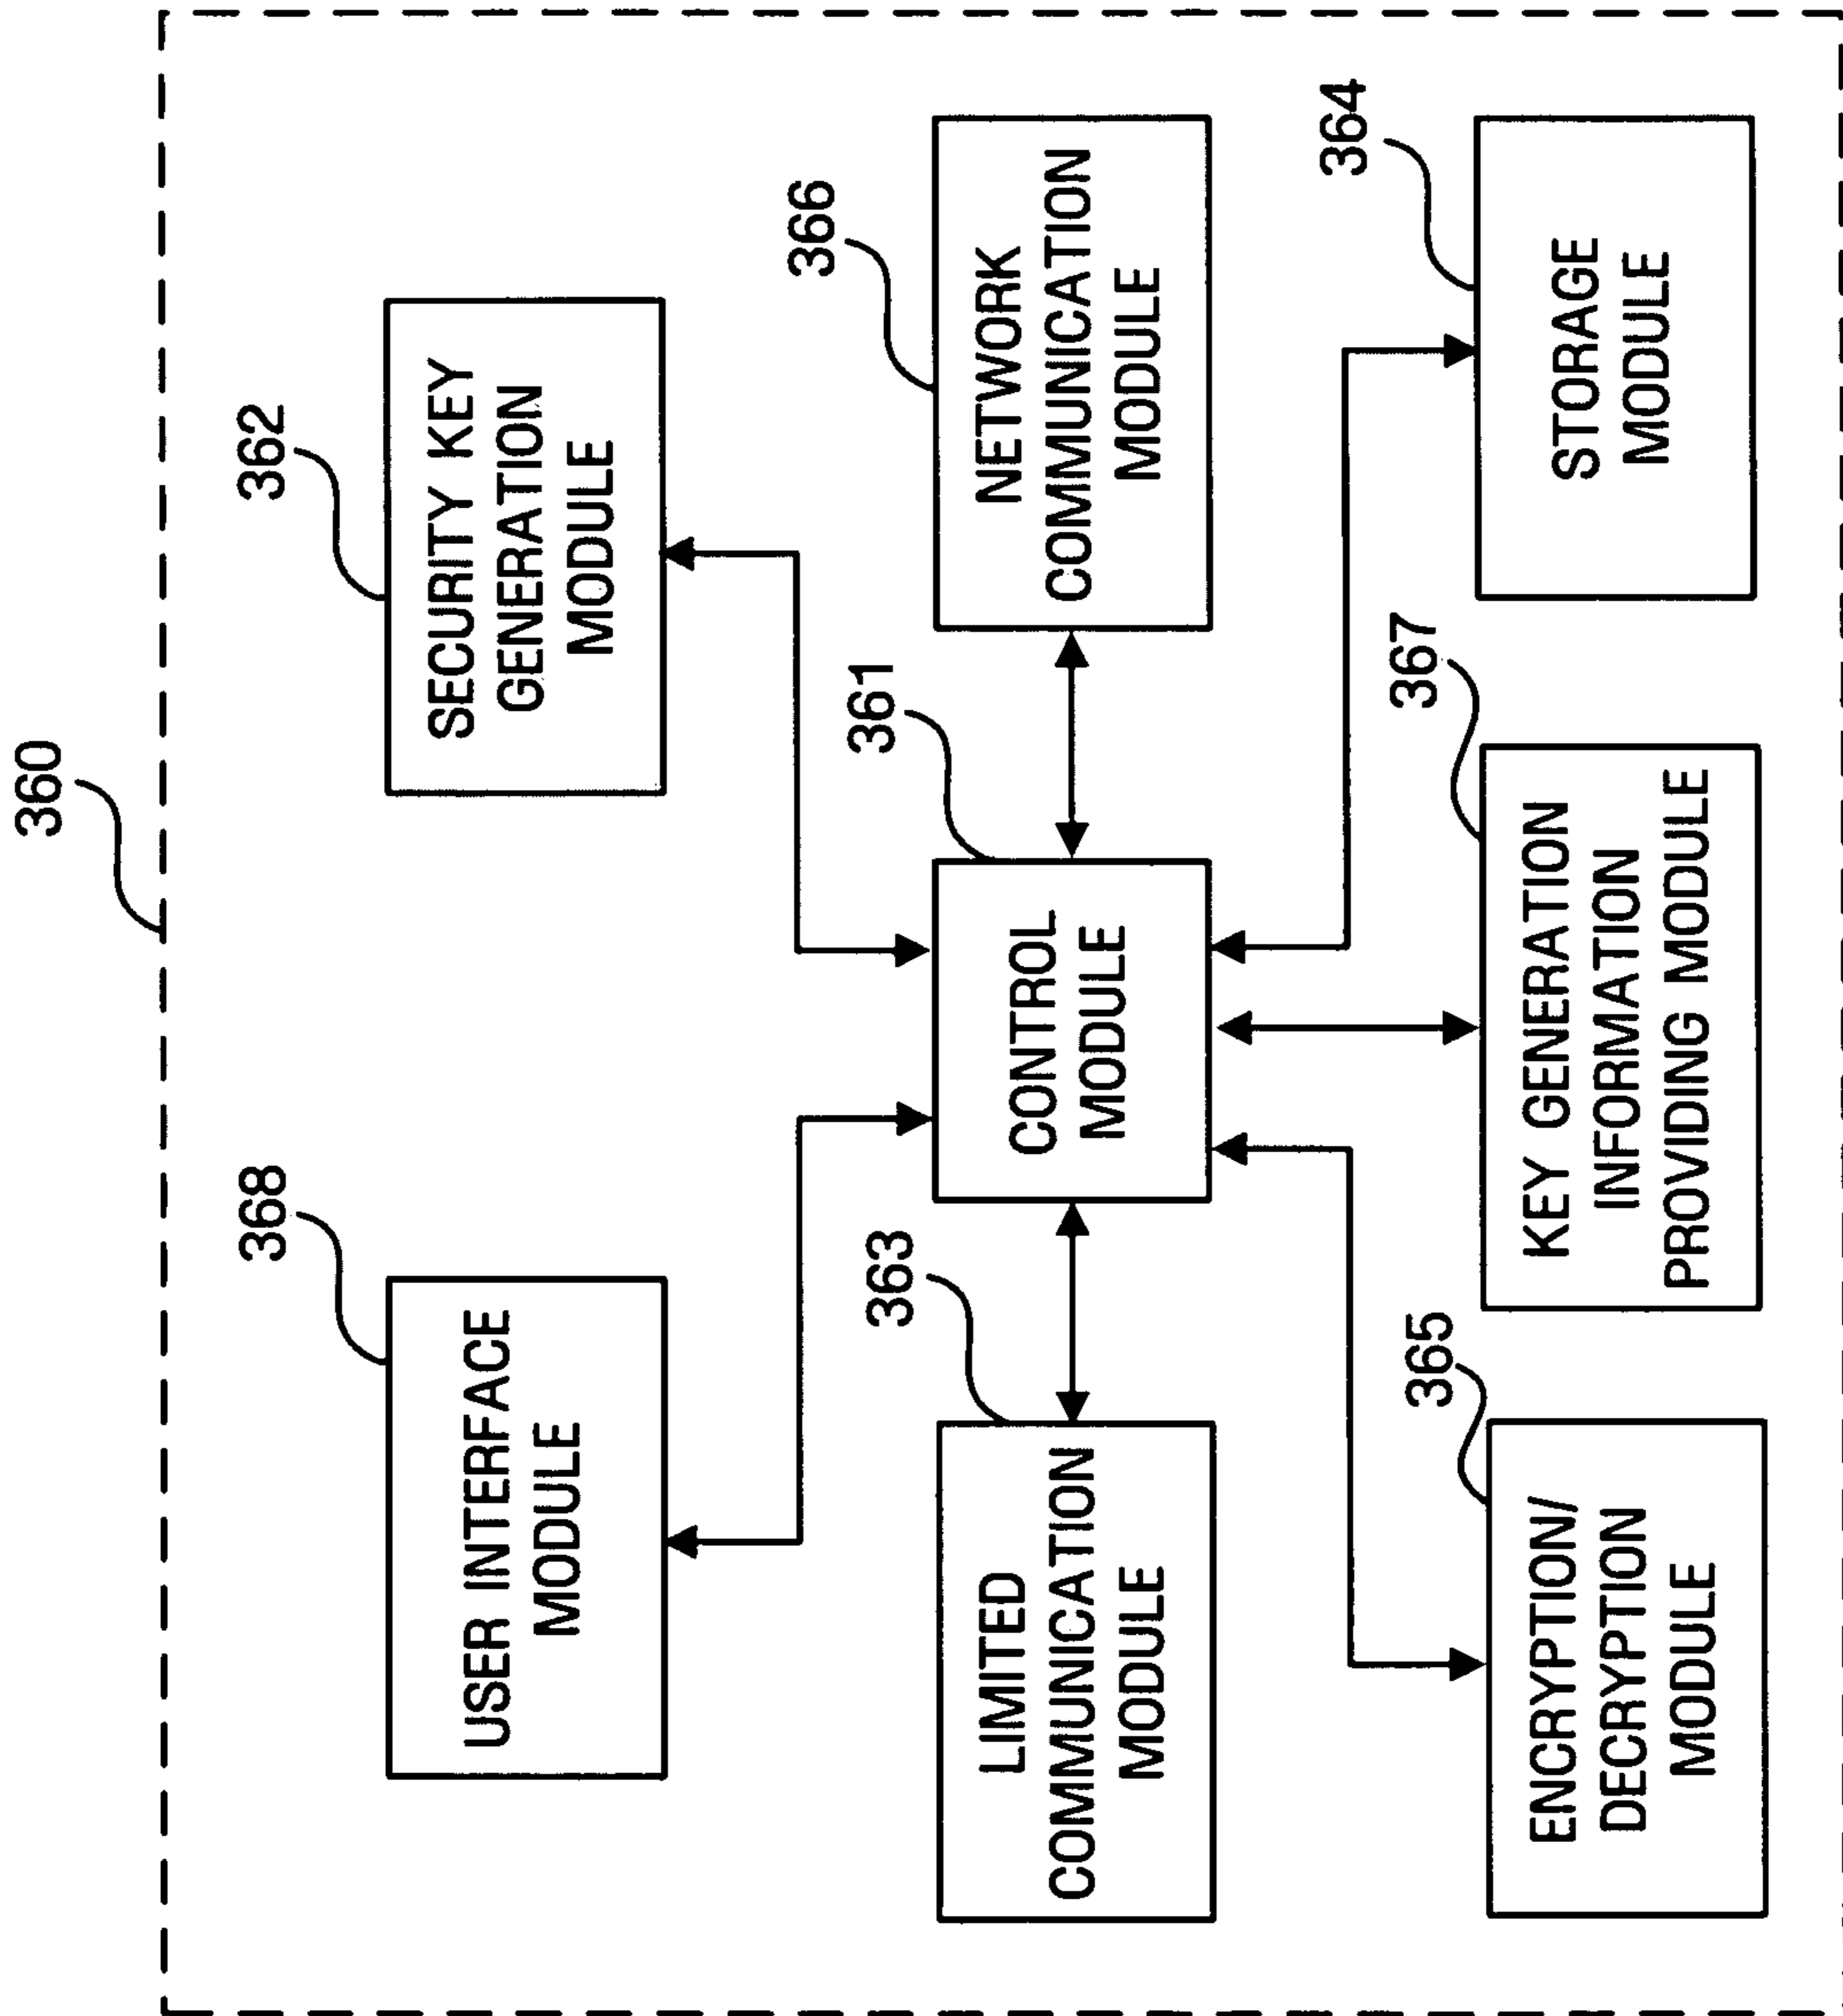 360
368
USER INTERFACE
MODULE
362
SECURITY KEY
GENERATION
MODULE
363
LIMITED
COMMUNICATION
MODULE
361
CONTROL
MODULE
366
NETWORK
COMMUNICATION
MODULE
365
ENCRYPTION/
DECRYPTION
MODULE
367
KEY GENERATION
INFORMATION
PROVIDING MODULE
364
STORAGE
MODULE